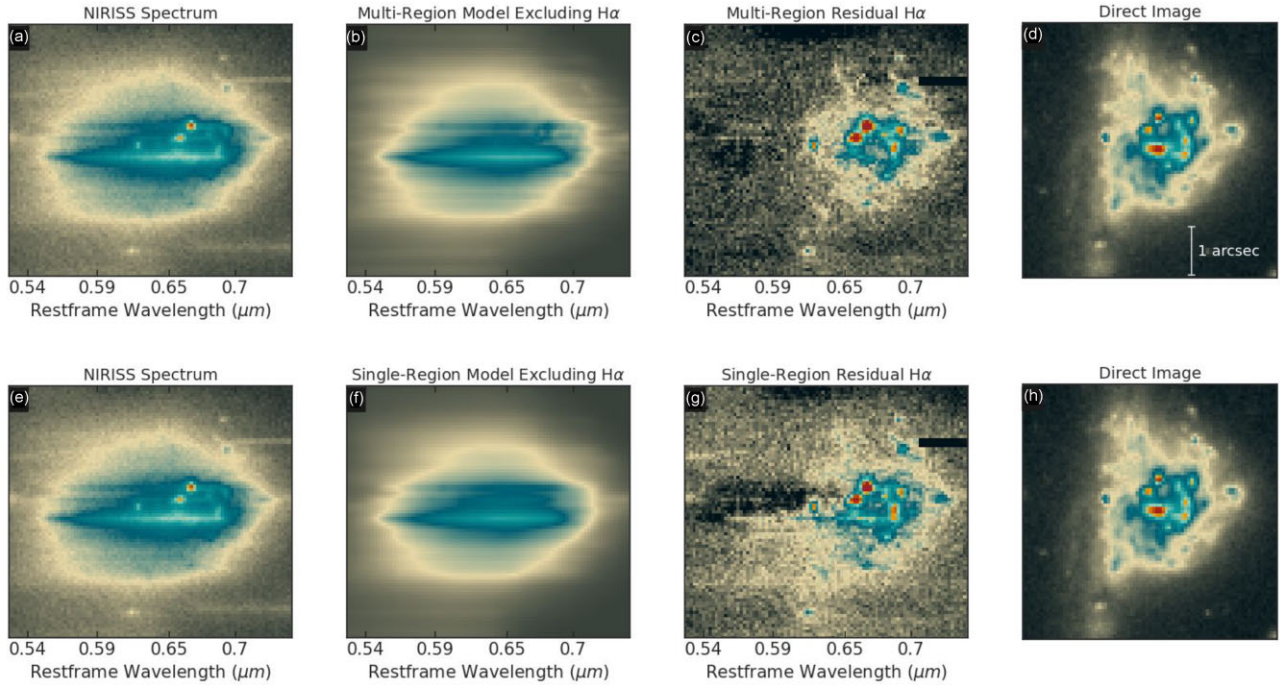 NIRISS Spectrum
Multi-Region Model Excluding Hα
Multi-Region Residual Hα
Direct Image
(a)
(b)
(c)
(d)
1 arcsec
0.54 0.59 0.65 0.7
0.54 0.59 0.65 0.7
0.54 0.59 0.65 0.7
Restframe Wavelength (μm)
Restframe Wavelength (μm)
Restframe Wavelength (μm)
NIRISS Spectrum
Single-Region Model Excluding Hα
Single-Region Residual Hα
Direct Image
(e)
(f)
(g)
(h)
0.54 0.59 0.65 0.7
0.54 0.59 0.65 0.7
0.54 0.59 0.65 0.7
Restframe Wavelength (μm)
Restframe Wavelength (μm)
Restframe Wavelength (μm)